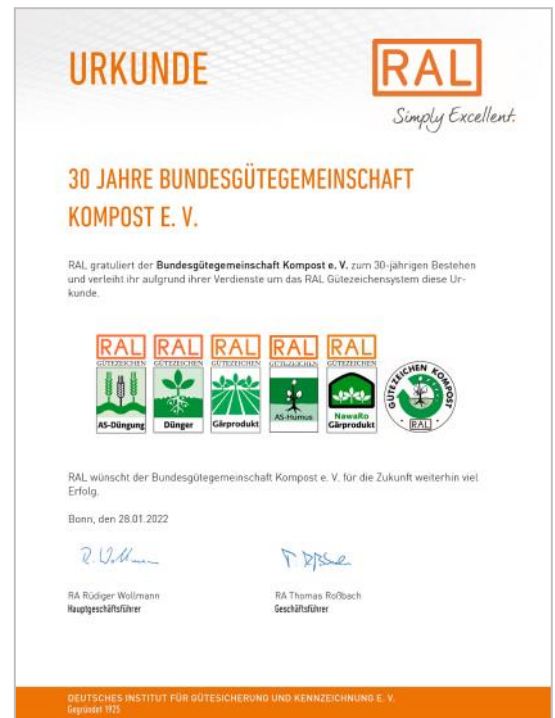 URKUNDE
RAL
Simply Excellent.
30 JAHRE BUNDESGÜTEGEMEINSCHAFT
KOMPOST E. V.
RAL gratuliert der Bundesgütegemeinschaft Kompost e. V. zum 30-jährigen Bestehen
und verleiht ihr aufgrund ihrer Verdienste um das RAL Gütezeichensystem diese Ur-
kunde.
RAL RAL RAL RAL RAL
GÜTEZEICHEN GÜTEZEICHEN GÜTEZEICHEN GÜTEZEICHEN GÜTEZEICHEN
AS-Düngung Dünger Gärprodukt AS-Humus NawaRo
Gärprodukt
GÜTEZEICHEN KOMPOST
RAL
RAL wünscht der Bundesgütegemeinschaft Kompost e. V. für die Zukunft weiterhin viel
Erfolg.
Bonn, den 28.01.2022
RA Rüdiger Wollmann RA Thomas Roßbach
Hauptgeschäftsführer Geschäftsführer
DEUTSCHES INSTITUT FÜR GÜTESICHERUNG UND KENNZEICHNUNG E. V.
Gegründet 1925